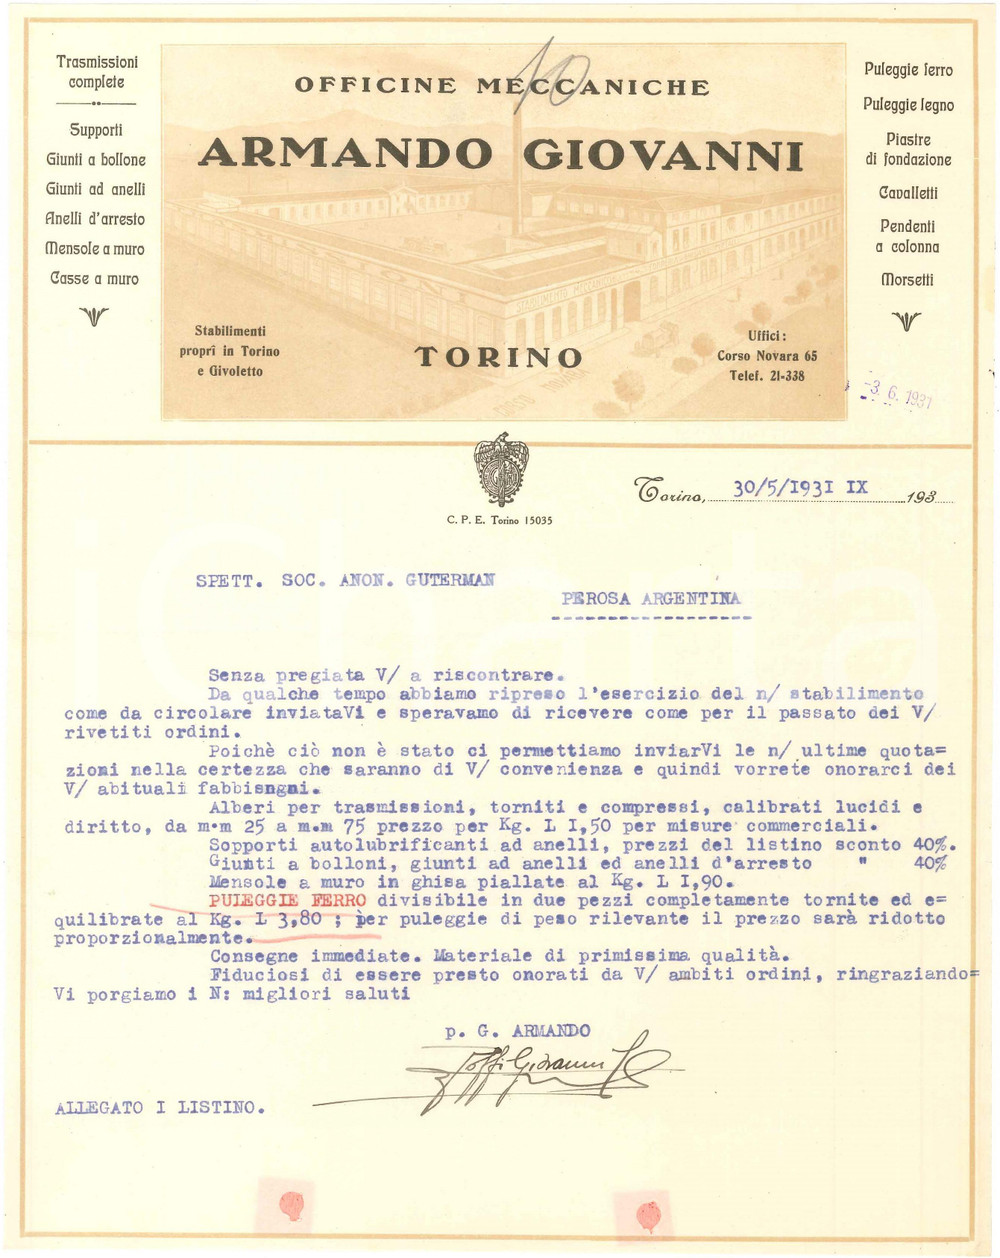 Trasmissioni
complete
Supporti
Giunti a bollone
Giunti ad anelli
Anelli d'arresto
Mensole a muro
Casse a muro
10
OFFICINE MECCANICHE
ARMANDO GIOVANNI
STABILIMENTO MECCANICO
Stabilimenti
propri in Torino
e Givoletto
TORINO
CORSO NOVARA
Uffici:
Corso Novara 65
Telef. 21-338
Puleggie ferro
Puleggie legno
Piastre
di fondazione
Cavalletti
Pendenti
a colonna
Morsetti
-3. 6. 1931
C. P. E. Torino 15035
Torino, 30/5/1931 IX 193
SPETT. SOC. ANON. GUTERMAN
PEROSA ARGENTINA
Senza pregiata V/ a riscontrare.
Da qualche tempo abbiamo ripreso l'esercizio del n/ stabilimento
come da circolare inviataVi e speravamo di ricevere come per il passato dei V/
rivetiti ordini.
Poichè ciò non è stato ci permettiamo inviarVi le n/ ultime quota=
zioni nella certezza che saranno di V/ convenienza e quindi vorrete onorarci dei
V/ abituali fabbisngni.
Alberi per trasmissioni, torniti e compressi, calibrati lucidi e
diritto, da m.m 25 a m.m 75 prezzo per Kg. L I,50 per misure commerciali.
Sopporti autolubrificanti ad anelli, prezzi del listino sconto 40%.
Giunti a bolloni, giunti ad anelli ed anelli d'arresto " 40%
Mensole a muro in ghisa piallate al Kg. L I,90.
PULEGGIE FERRO divisibile in due pezzi completamente tornite ed e=
quilibrate al Kg. L 3,80 ; per puleggie di peso rilevante il prezzo sarà ridotto
proporzionalmente.
Consegne immediate. Materiale di primissima qualità.
Fiduciosi di essere presto onorati da V/ ambiti ordini, ringraziando=
Vi porgiamo i N: migliori saluti
p. G. ARMANDO
Giovanni
ALLEGATO I LISTINO.